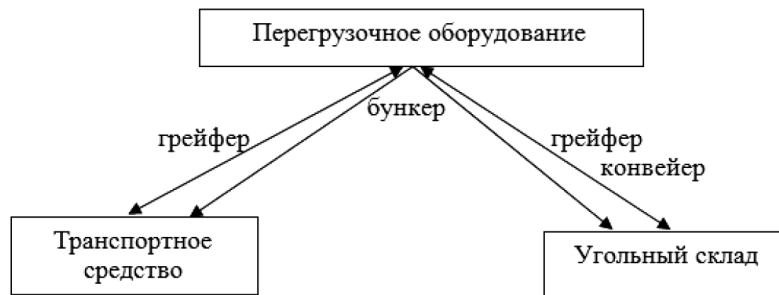 Перегрузочное оборудование
бункер
грейфер
грейфер
конвейер
Транспортное
средство
Угольный склад